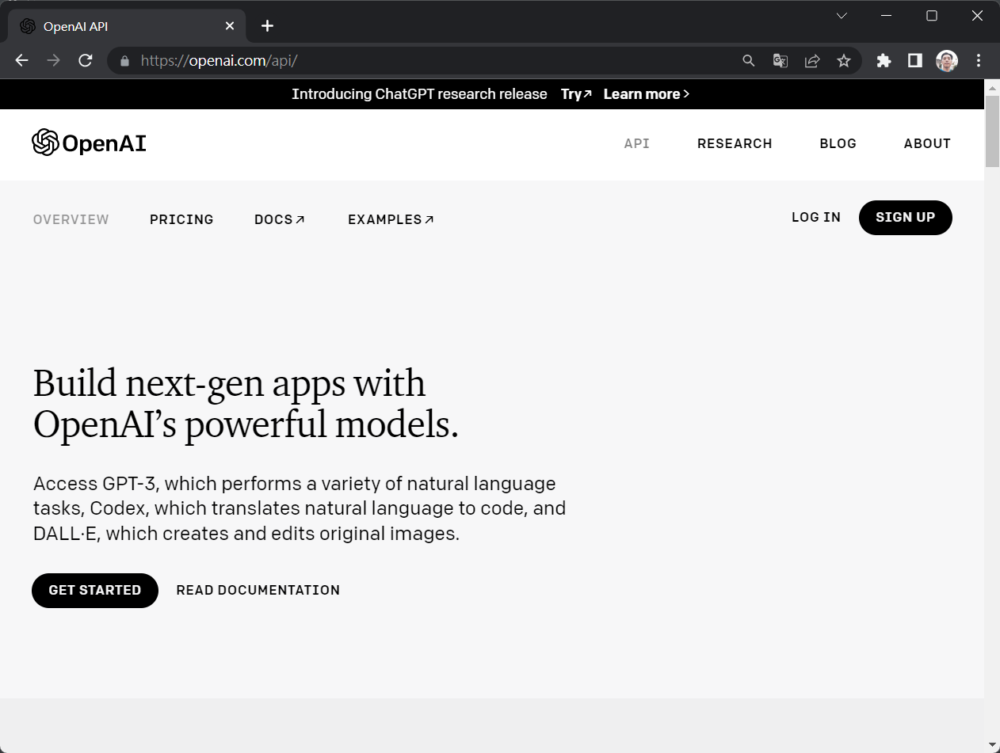 OpenAI API
https://openai.com/api/
Introducing ChatGPT research release Try↗ Learn more >
OpenAI
API RESEARCH BLOG ABOUT
OVERVIEW PRICING DOCS↗ EXAMPLES↗ LOG IN SIGN UP
Build next-gen apps with
OpenAI’s powerful models.
Access GPT-3, which performs a variety of natural language
tasks, Codex, which translates natural language to code, and
DALL·E, which creates and edits original images.
GET STARTED READ DOCUMENTATION